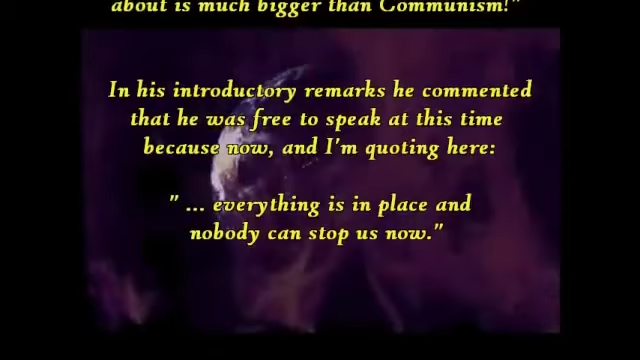 about is much bigger than Communism!"
In his introductory remarks he commented
that he was free to speak at this time
because now, and I'm quoting here:
" ... everything is in place and
nobody can stop us now."